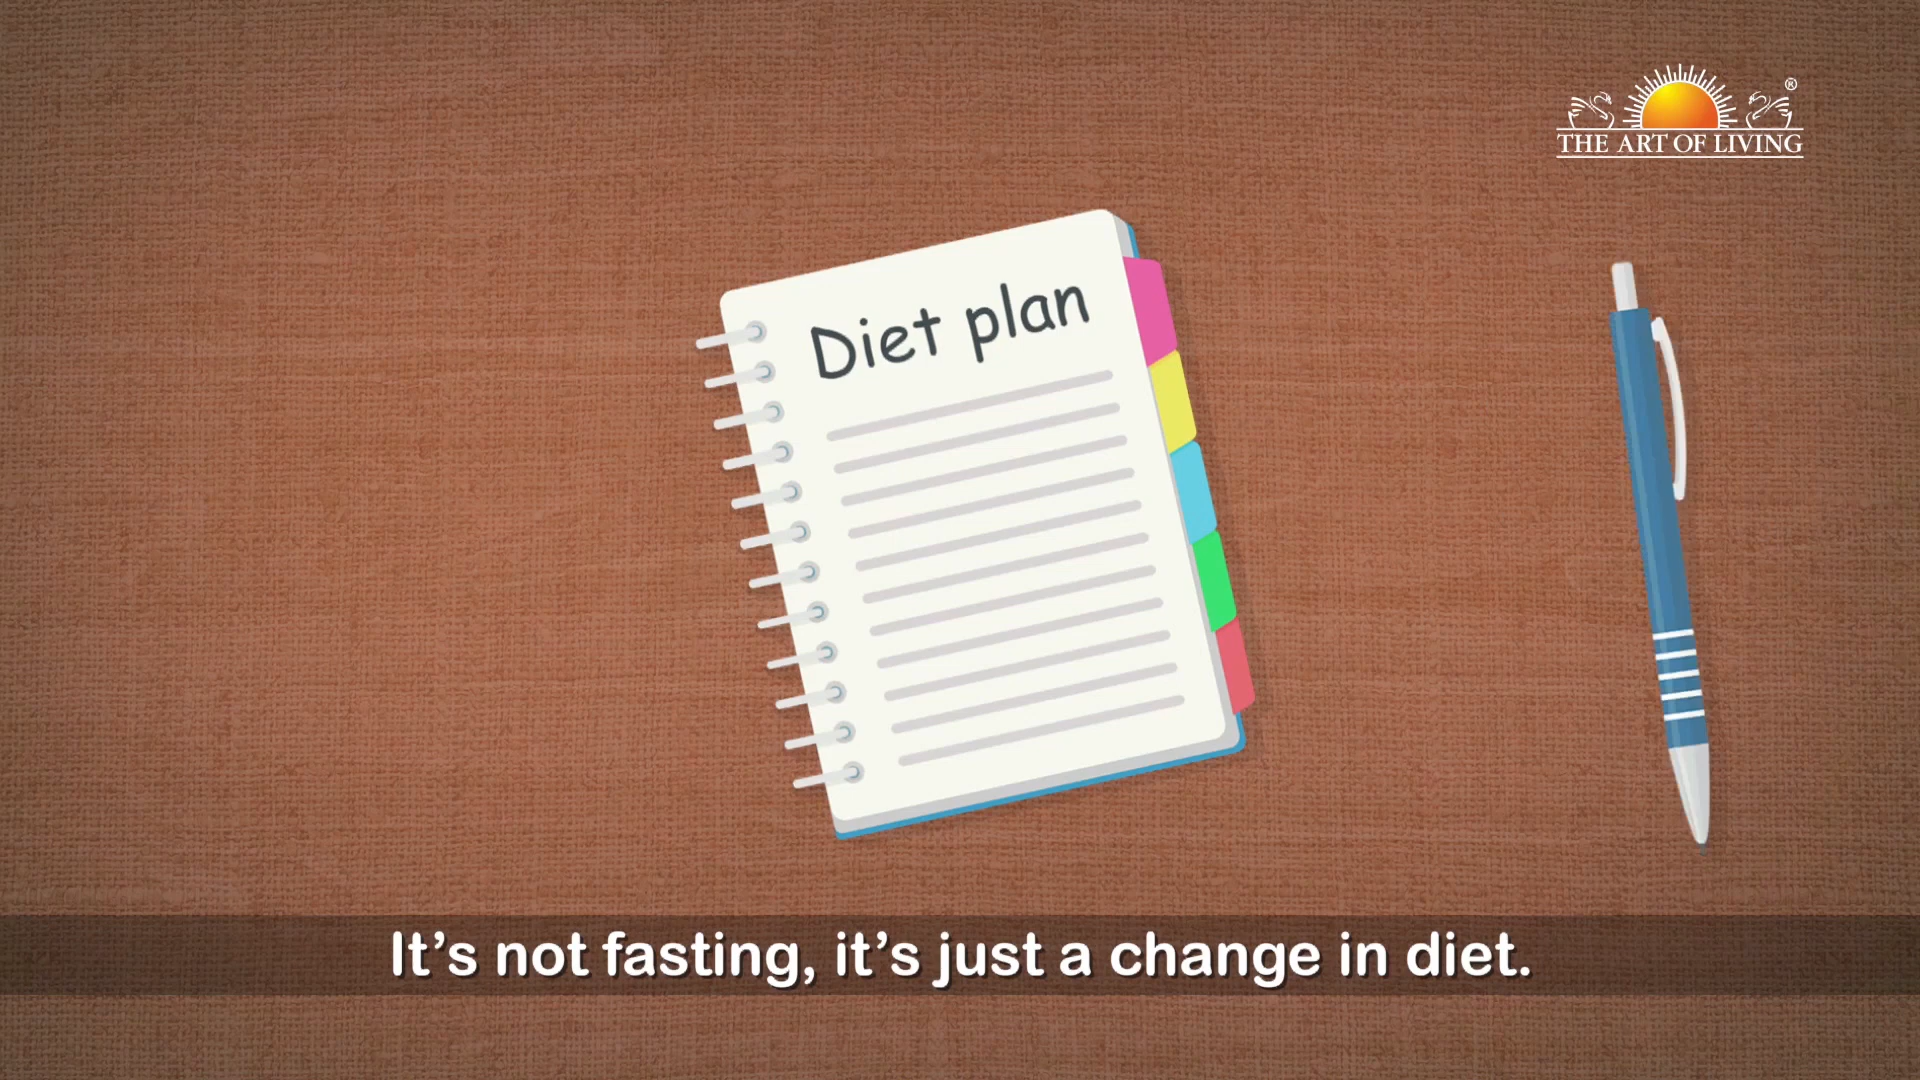 THE ART OF LIVING
®
Diet plan
It's not fasting, it's just a change in diet.